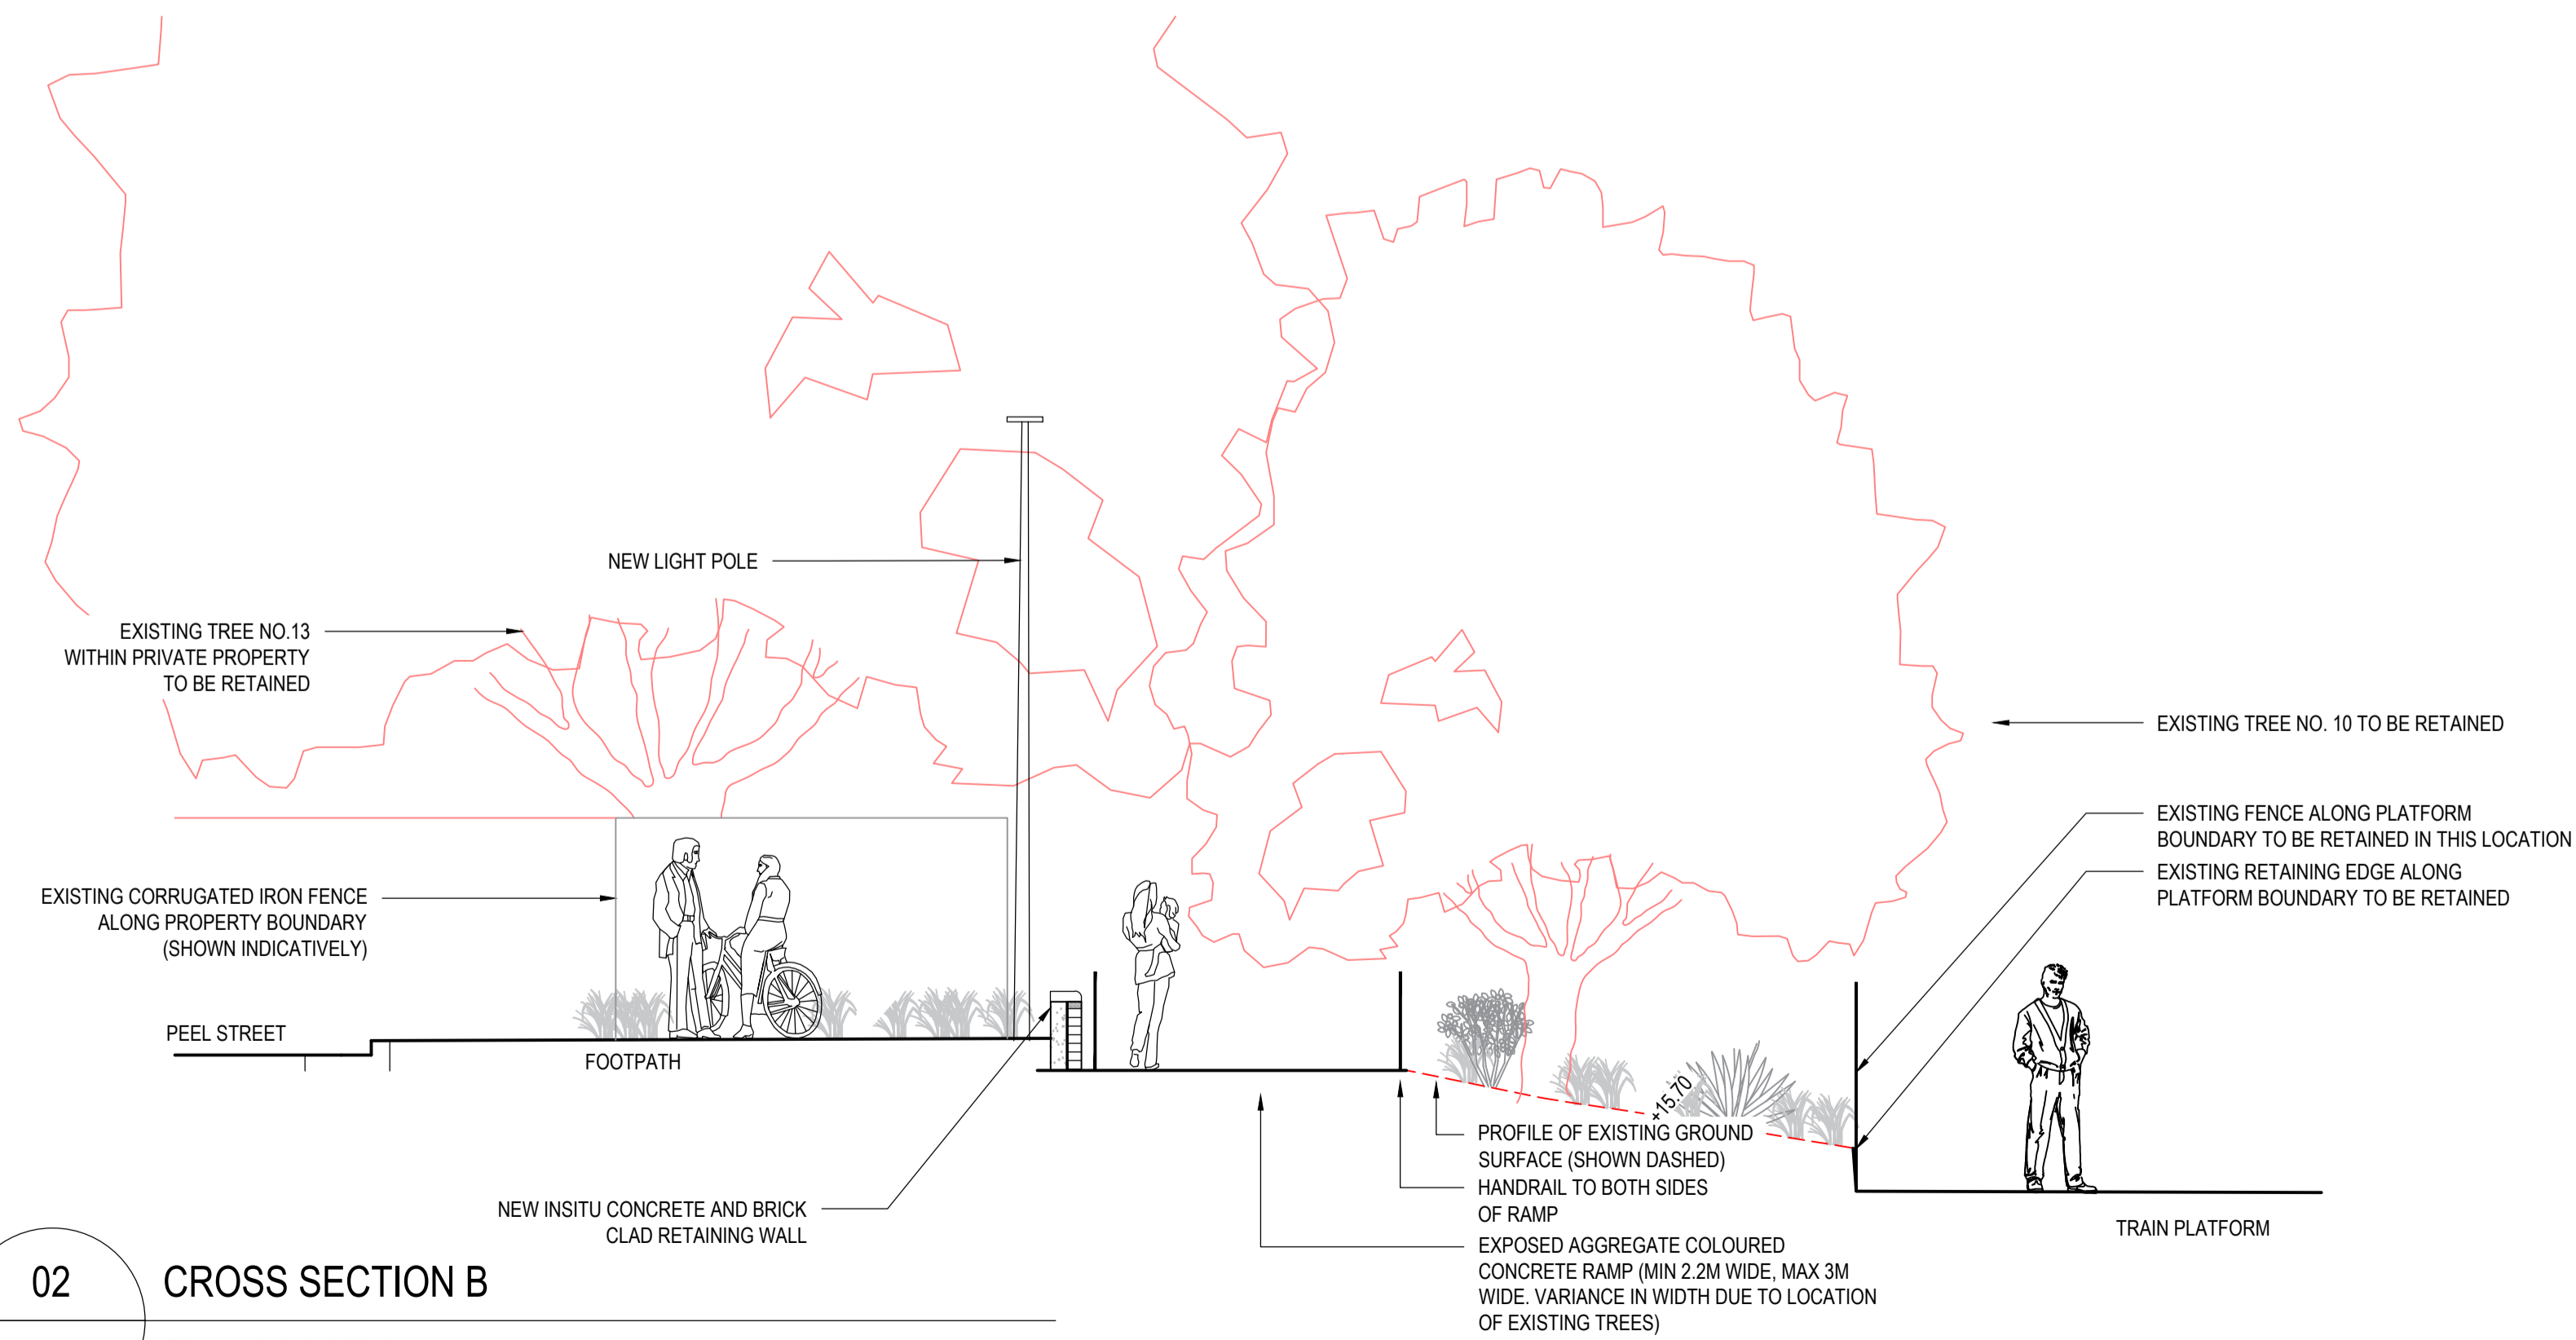 NEW LIGHT POLE
EXISTING TREE NO.13
WITHIN PRIVATE PROPERTY
TO BE RETAINED
EXISTING TREE NO. 10 TO BE RETAINED
EXISTING FENCE ALONG PLATFORM
BOUNDARY TO BE RETAINED IN THIS LOCATION
EXISTING RETAINING EDGE ALONG
PLATFORM BOUNDARY TO BE RETAINED
EXISTING CORRUGATED IRON FENCE
ALONG PROPERTY BOUNDARY
(SHOWN INDICATIVELY)
PEEL STREET
FOOTPATH
+15.70
PROFILE OF EXISTING GROUND
SURFACE (SHOWN DASHED)
HANDRAIL TO BOTH SIDES
OF RAMP
EXPOSED AGGREGATE COLOURED
CONCRETE RAMP (MIN 2.2M WIDE, MAX 3M
WIDE. VARIANCE IN WIDTH DUE TO LOCATION
OF EXISTING TREES)
NEW INSITU CONCRETE AND BRICK
CLAD RETAINING WALL
TRAIN PLATFORM
02
CROSS SECTION B